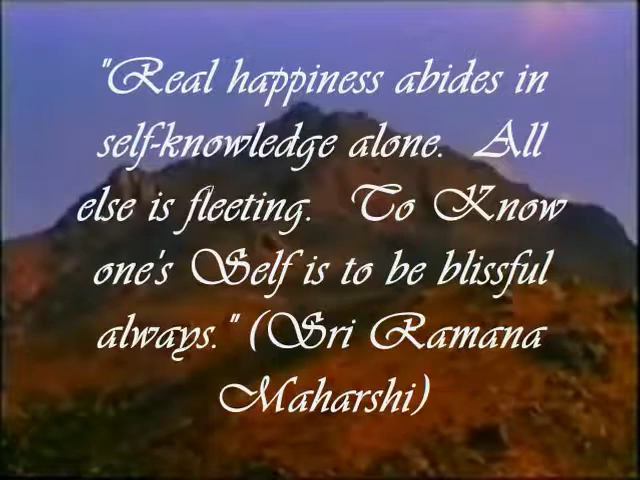 "Real happiness abides in
self-knowledge alone.  All
else is fleeting.  To Know
one's Self is to be blissful
always." (Sri Ramana
Maharshi)